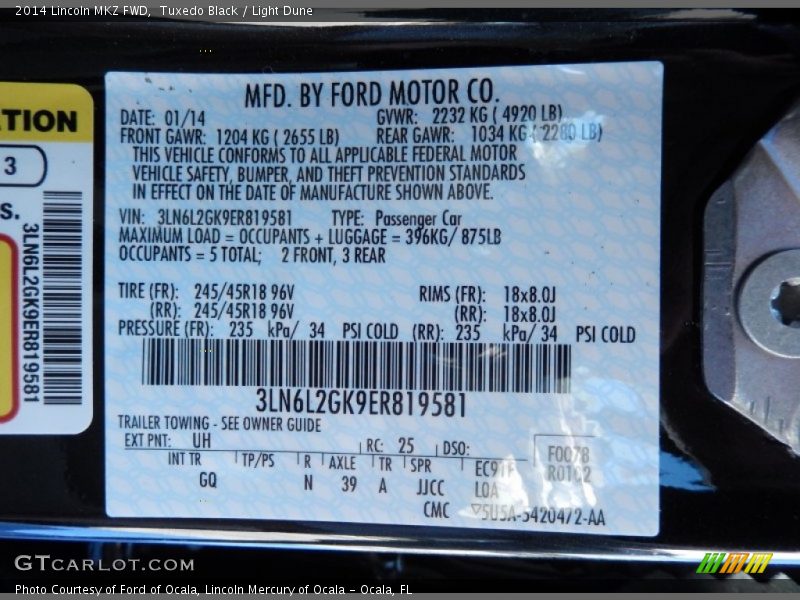 2014 Lincoln MKZ FWD,  Tuxedo Black / Light Dune
ATION
3
S.
3LN6L2GK9ER819581
MFD. BY FORD MOTOR CO.
DATE: 01/14 GVWR: 2232 KG ( 4920 LB)
FRONT GAWR: 1204 KG ( 2655 LB) REAR GAWR: 1034 KG ( 2280 LB)
THIS VEHICLE CONFORMS TO ALL APPLICABLE FEDERAL MOTOR
VEHICLE SAFETY, BUMPER, AND THEFT PREVENTION STANDARDS
IN EFFECT ON THE DATE OF MANUFACTURE SHOWN ABOVE.
VIN: 3LN6L2GK9ER819581 TYPE: Passenger Car
MAXIMUM LOAD = OCCUPANTS + LUGGAGE = 396KG/ 875LB
OCCUPANTS = 5 TOTAL; 2 FRONT, 3 REAR
TIRE (FR): 245/45R18 96V RIMS (FR): 18x8.0J
(RR): 245/45R18 96V (RR): 18x8.0J
PRESSURE (FR): 235 kPa/ 34 PSI COLD (RR): 235 kPa/ 34 PSI COLD
3LN6L2GK9ER819581
TRAILER TOWING - SEE OWNER GUIDE
EXT PNT: UH RC: 25 DSO:
INT TR TP/PS R AXLE TR SPR
GQ N 39 A JJCC
CMC
F0078
R0102
5U5A-5420472-AA
GTCARLOT.COM
Photo Courtesy of Ford of Ocala, Lincoln Mercury of Ocala - Ocala, FL